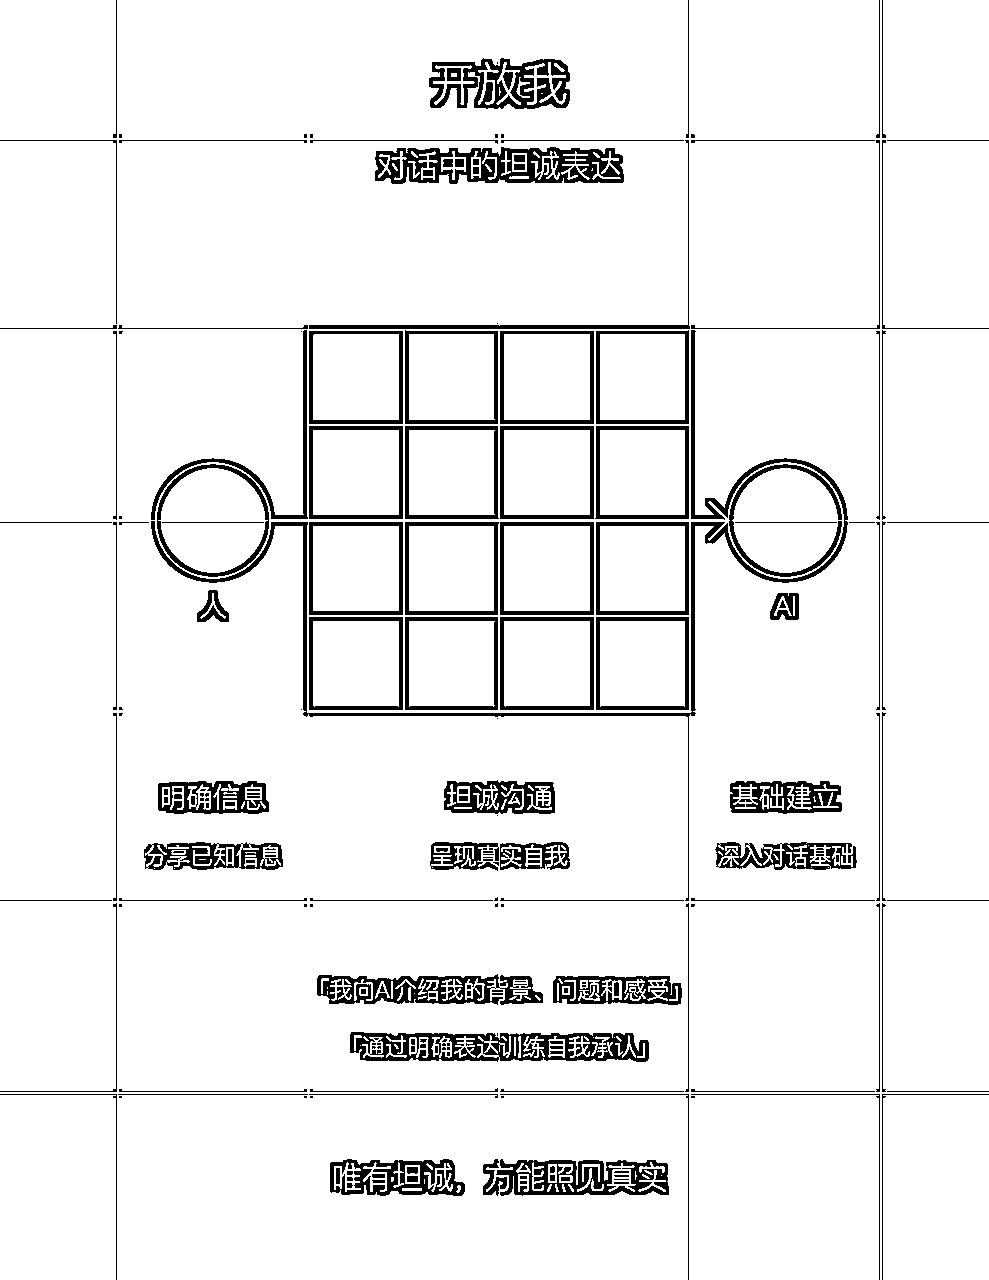 开放我
对话中的坦诚表达
人
AI
明确信息
坦诚沟通
基础建立
分享已知信息
呈现真实自我
深入对话基础
「我向AI介绍我的背景、问题和感受」
「通过明确表达训练自我承认」
唯有坦诚，方能照见真实